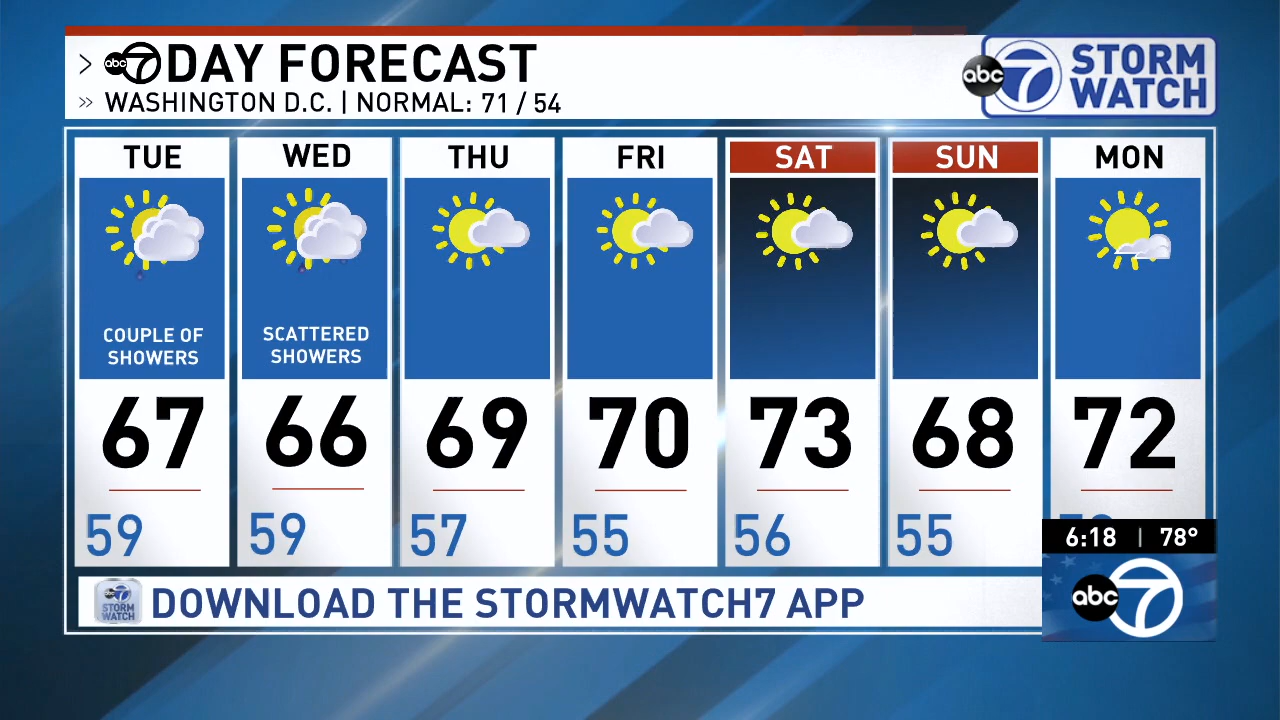 > abc 7 DAY FORECAST
» WASHINGTON D.C. | NORMAL: 71 / 54
abc 7 STORM
WATCH
TUE WED THU FRI SAT SUN MON
COUPLE OF
SHOWERS
SCATTERED
SHOWERS
67 66 69 70 73 68 72
59 59 57 55 56 55
6:18 | 78°
abc 7
abc 7
STORM
WATCH
DOWNLOAD THE STORMWATCH7 APP